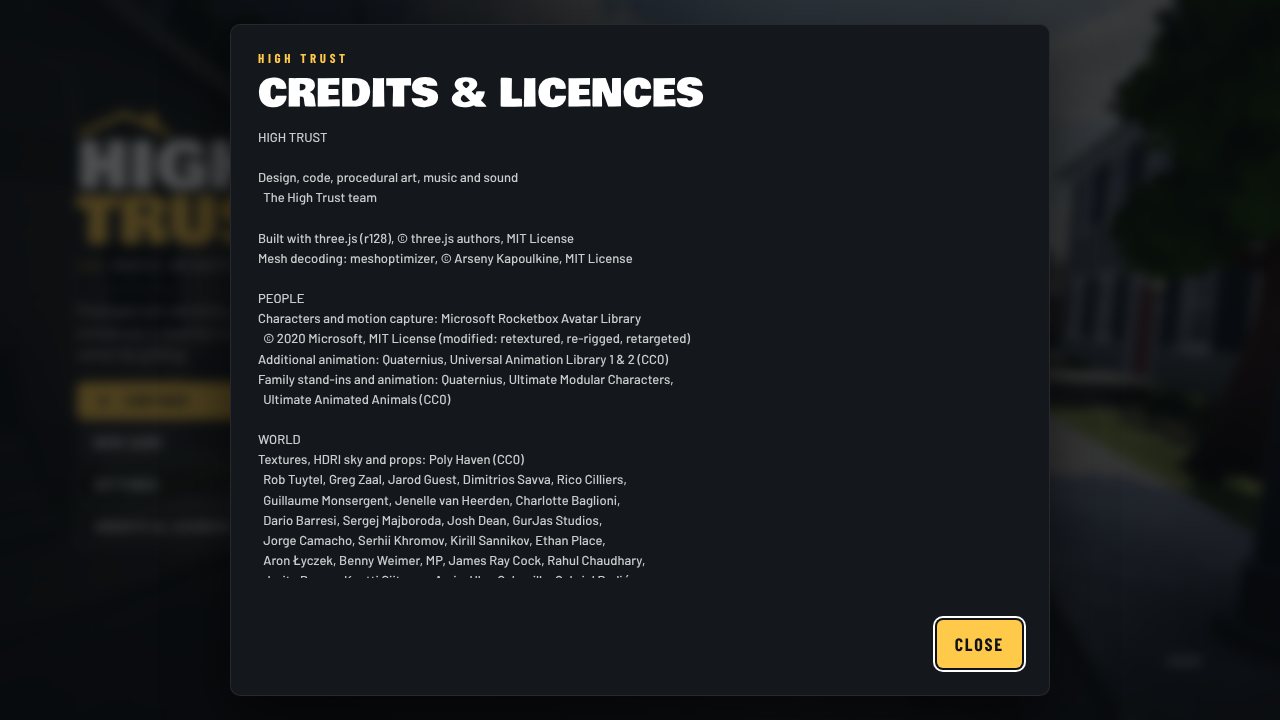 HIGH TRUST
CREDITS & LICENCES
HIGH TRUST
Design, code, procedural art, music and sound
The High Trust team
Built with three.js (r128), © three.js authors, MIT License
Mesh decoding: meshoptimizer, © Arseny Kapoulkine, MIT License
PEOPLE
Characters and motion capture: Microsoft Rocketbox Avatar Library
© 2020 Microsoft, MIT License (modified: retextured, re-rigged, retargeted)
Additional animation: Quaternius, Universal Animation Library 1 & 2 (CC0)
Family stand-ins and animation: Quaternius, Ultimate Modular Characters,
Ultimate Animated Animals (CC0)
WORLD
Textures, HDRI sky and props: Poly Haven (CC0)
Rob Tuytel, Greg Zaal, Jarod Guest, Dimitrios Savva, Rico Cilliers,
Guillaume Monsergent, Jenelle van Heerden, Charlotte Baglioni,
Dario Barresi, Sergej Majboroda, Josh Dean, GurJas Studios,
Jorge Camacho, Serhii Khromov, Kirill Sannikov, Ethan Place,
Aron Łyczek, Benny Weimer, MP, James Ray Cock, Rahul Chaudhary,
CLOSE
HIGH
TRUS